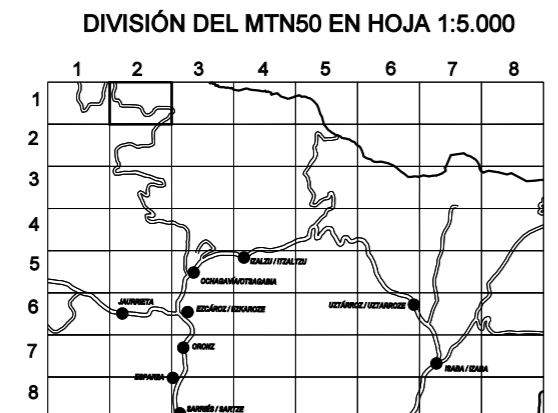 DIVISIÓN DEL MTN50 EN HOJA 1:5.000
1 2 3 4 5 6 7 8
1
2
3
4
5
6
7
8
IZALZU / ITZALTZU
OCHAGAVÍA/OTSAGABIA
JAURRIETA
EZCÁROZ / EZKAROZE
UZTÁRROZ / UZTARROZE
ORONZ
ISABA / IZABA
ESPARZA
SARRIÉS / SARTZE